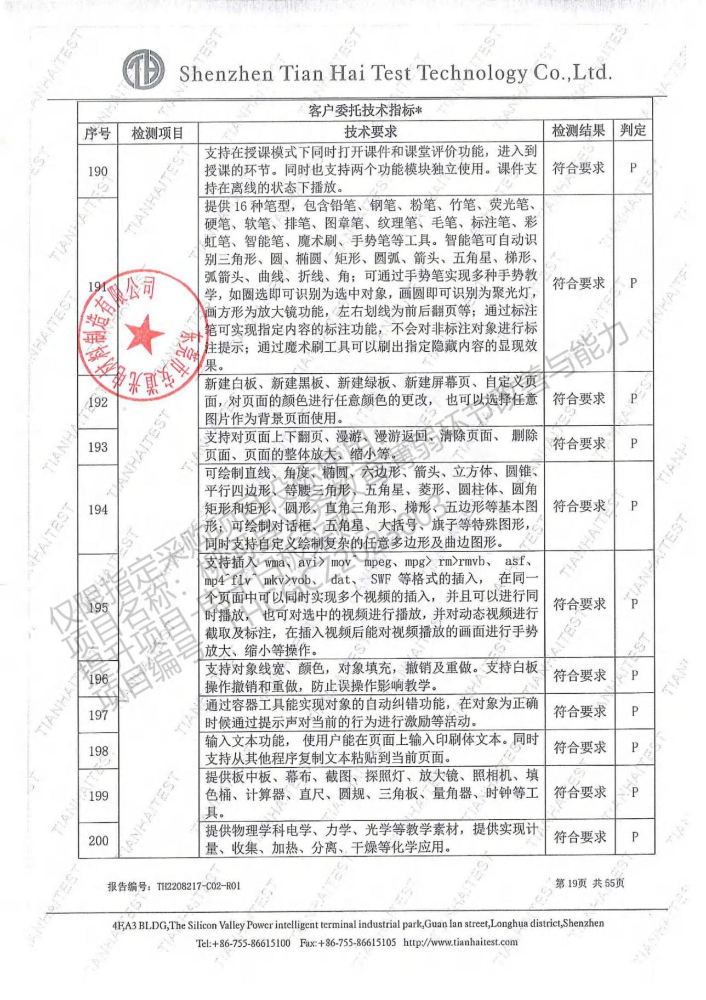 TH Shenzhen Tian Hai Test Technology Co.,Ltd.
客户委托技术指标*
序号 检测项目 技术要求 检测结果 判定
190 支持在授课模式下同时打开课件和课堂评价功能，进入到 符合要求 P
授课的环节。同时也支持两个功能模块独立使用。课件支
持在离线的状态下播放。
191 提供 16 种笔型，包含铅笔、钢笔、粉笔、竹笔、荧光笔、 符合要求 P
硬笔、软笔、排笔、图章笔、纹理笔、毛笔、标注笔、彩
虹笔、智能笔、魔术刷、手势笔等工具。智能笔可自动识
别三角形、圆、椭圆、矩形、圆弧、箭头、五角星、梯形、
弧箭头、曲线、折线、角；可通过手势笔实现多种手势教
学，如圈选即可识别为选中对象，画圆即可识别为聚光灯，
画方形为放大镜功能，左右划线为前后翻页等；通过标注
笔可实现指定内容的标注功能，不会对非标注对象进行标
注提示；通过魔术刷工具可以刷出指定隐藏内容的显现效
果。
192 新建白板、新建黑板、新建绿板、新建屏幕页、自定义页 符合要求 P
面，对页面的颜色进行任意颜色的更改， 也可以选择任意
图片作为背景页面使用。
193 支持对页面上下翻页、漫游、漫游返回、清除页面、 删除 符合要求 P
页面、页面的整体放大、缩小等。
194 可绘制直线、角度、椭圆、六边形、箭头、立方体、圆锥、 符合要求 P
平行四边形、等腰三角形、五角星、菱形、圆柱体、圆角
矩形和矩形、圆形、直角三角形、梯形、五边形等基本图
形；可绘制对话框、五角星、大括号、旗子等特殊图形，
同时支持自定义绘制复杂的任意多边形及曲边图形。
195 支持插入 wma、avi> mov mpeg、mpg> rm>rmvb、 asf、 符合要求 P
mp4^flv^ mkv>vob、 dat、 SWF 等格式的插入， 在同一
个页面中可以同时实现多个视频的插入， 并且可以进行同
时播放， 也可对选中的视频进行播放，并对动态视频进行
截取及标注，在插入视频后能对视频播放的画面进行手势
放大、缩小等操作。
196 支持对象线宽、颜色，对象填充，撤销及重做。支持白板 符合要求 P
操作撤销和重做，防止误操作影响教学。
197 通过容器工具能实现对象的自动纠错功能，在对象为正确 符合要求 P
时候通过提示声对当前的行为进行激励等活动。
198 输入文本功能， 使用户能在页面上输入印刷体文本。同时 符合要求 P
支持从其他程序复制文本粘贴到当前页面。
199 提供板中板、幕布、截图、探照灯、放大镜、照相机、填 符合要求 P
色桶、计算器、直尺、圆规、三角板、量角器、时钟等工
具。
200 提供物理学科电学、力学、光学等教学素材，提供实现计 符合要求 P
量、收集、加热、分离、干燥等化学应用。
东莞市安道光电材料制造有限公司
报告编号：TH2208217-C02-R01 第 19页 共 55页
4F,A3 BLDG,The Silicon Valley Power intelligent terminal industrial park,Guan lan street,Longhua district,Shenzhen
Tel:+86-755-86615100 Fax:+86-755-86615105 http://www.tianhaitest.com